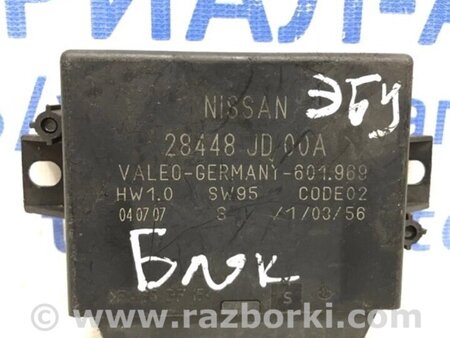 NISSAN ЭБУ
28448 JD 00A
VALEO-GERMANY-601.969
HW1.0 SW95 CODE02
040707 S /1/03/56
Бляк
S
www.razborki.com